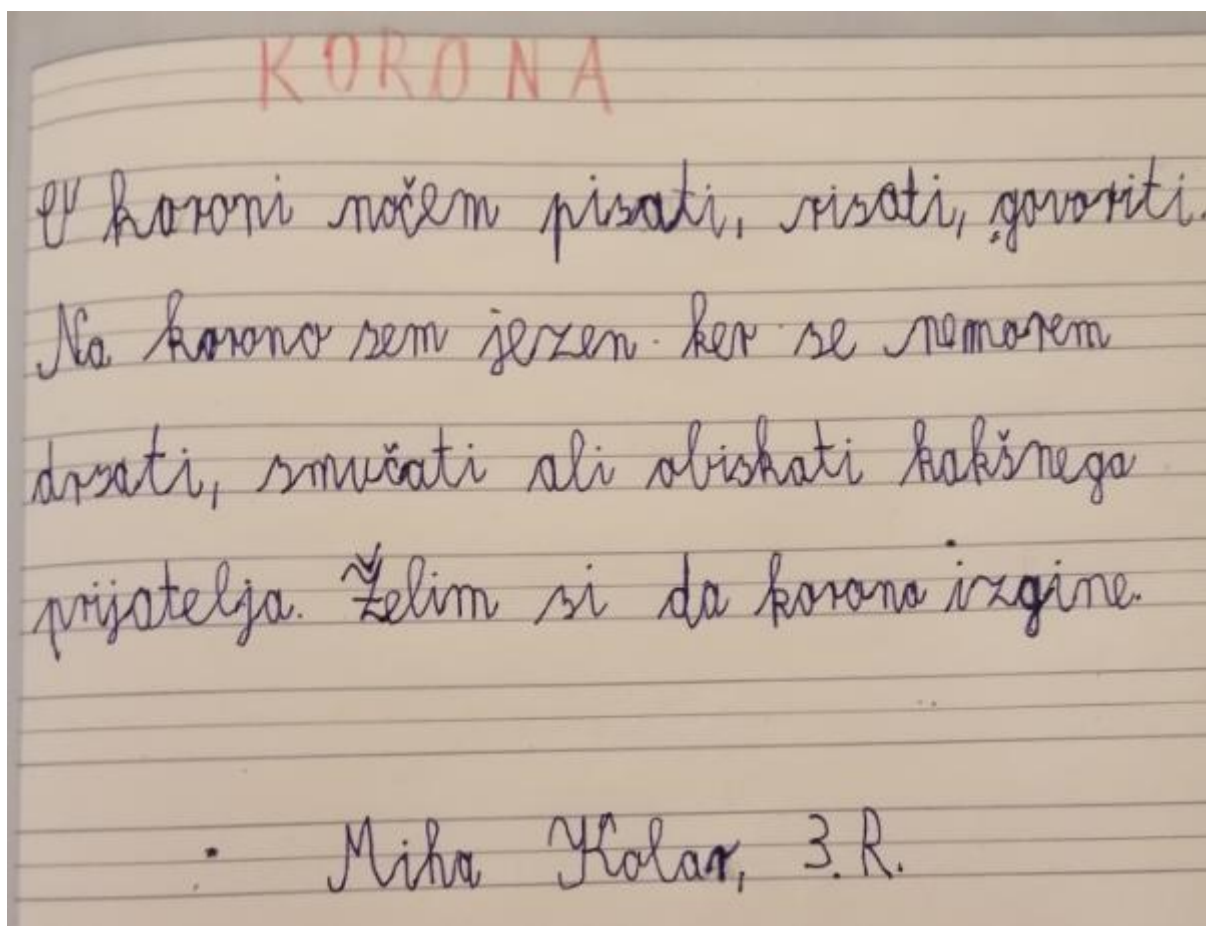 KORONA
V koroni nočem pisati, risati, govoriti.
Na korono sem jezen ker se nemorem
drsati, smučati ali obiskati kakšnega
prijatelja. Želim si da korona izgine.
Miha Kolar, 3. R.